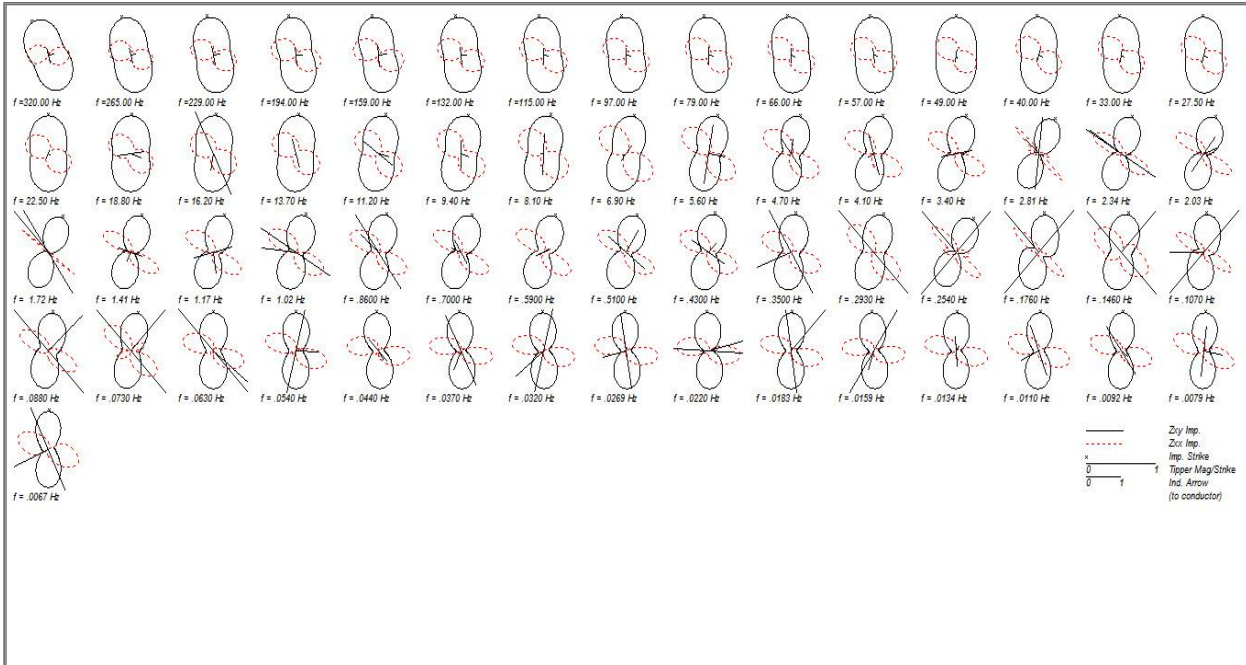 f =320.00 Hz f =265.00 Hz f =229.00 Hz f =194.00 Hz f =159.00 Hz f =132.00 Hz f =115.00 Hz f = 97.00 Hz f = 79.00 Hz f = 66.00 Hz f = 57.00 Hz f = 49.00 Hz f = 40.00 Hz f = 33.00 Hz f = 27.50 Hz
f = 22.50 Hz f = 18.80 Hz f = 16.20 Hz f = 13.70 Hz f = 11.20 Hz f = 9.40 Hz f = 8.10 Hz f = 6.90 Hz f = 5.60 Hz f = 4.70 Hz f = 4.10 Hz f = 3.40 Hz f = 2.81 Hz f = 2.34 Hz f = 2.03 Hz
f = 1.72 Hz f = 1.41 Hz f = 1.17 Hz f = 1.02 Hz f = .8600 Hz f = .7000 Hz f = .5900 Hz f = .5100 Hz f = .4300 Hz f = .3500 Hz f = .2930 Hz f = .2540 Hz f = .1760 Hz f = .1460 Hz f = .1070 Hz
f = .0880 Hz f = .0730 Hz f = .0630 Hz f = .0540 Hz f = .0440 Hz f = .0370 Hz f = .0320 Hz f = .0269 Hz f = .0220 Hz f = .0183 Hz f = .0159 Hz f = .0134 Hz f = .0110 Hz f = .0092 Hz f = .0079 Hz
f = .0067 Hz
Zxy Imp.
Zxx Imp.
x Imp. Strike
0 1 Tipper Mag/Strike
0 1 Ind. Arrow
(to conductor)